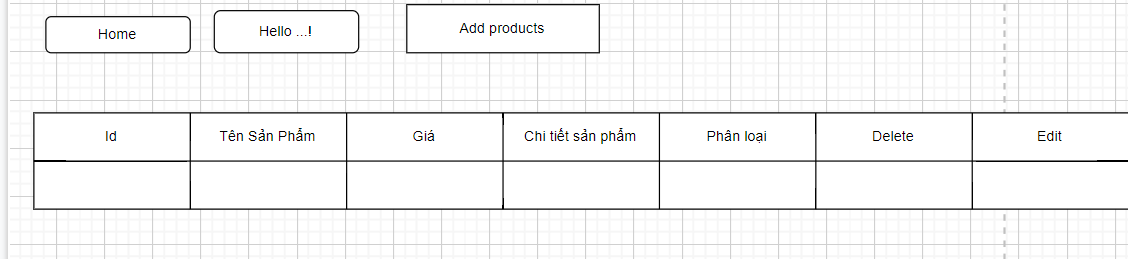 Home
Hello ...!
Add products
Id
Tên Sản Phẩm
Giá
Chi tiết sản phẩm
Phân loại
Delete
Edit